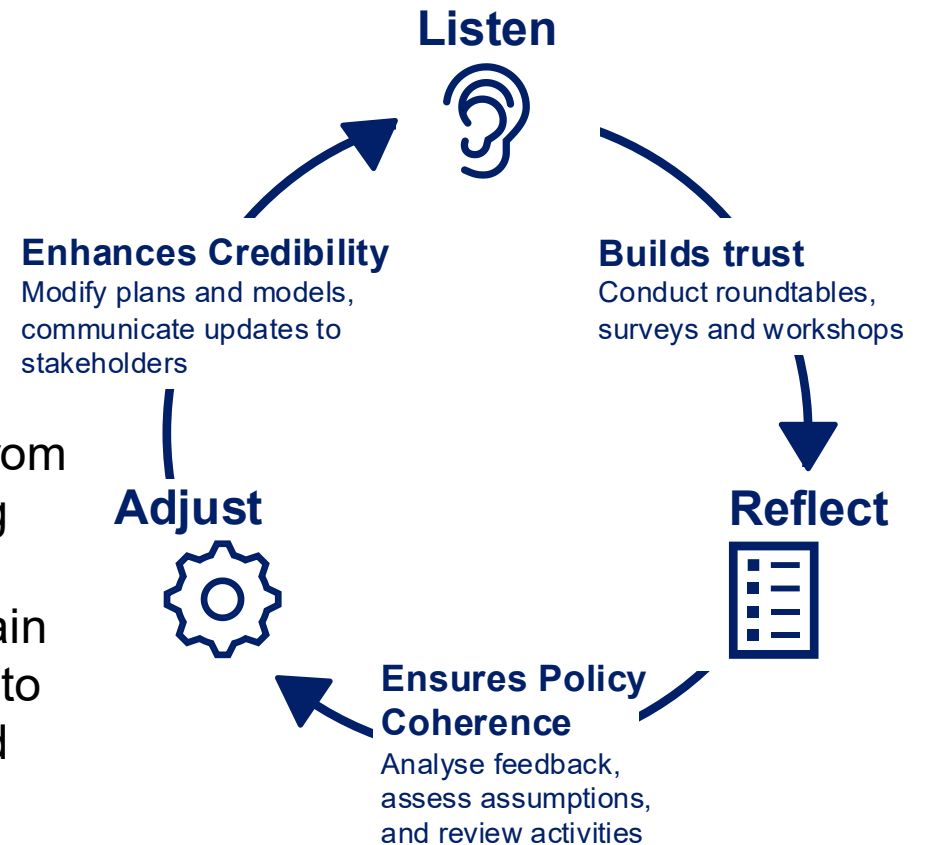 Listen
Enhances Credibility
Modify plans and models,
communicate updates to
stakeholders
Builds trust
Conduct roundtables,
surveys and workshops
Adjust
Reflect
Ensures Policy
Coherence
Analyse feedback,
assess assumptions,
and review activities
to